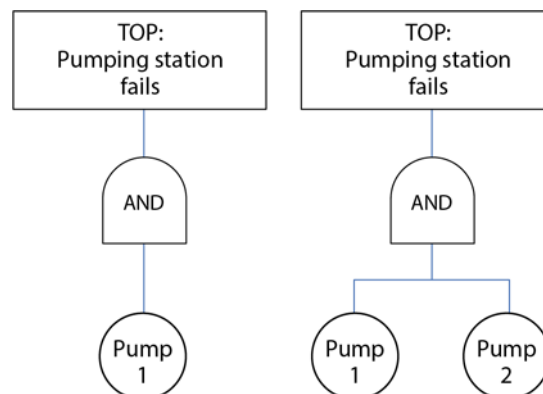 TOP:
Pumping station
fails
AND
Pump
1
TOP:
Pumping station
fails
AND
Pump
1
Pump
2